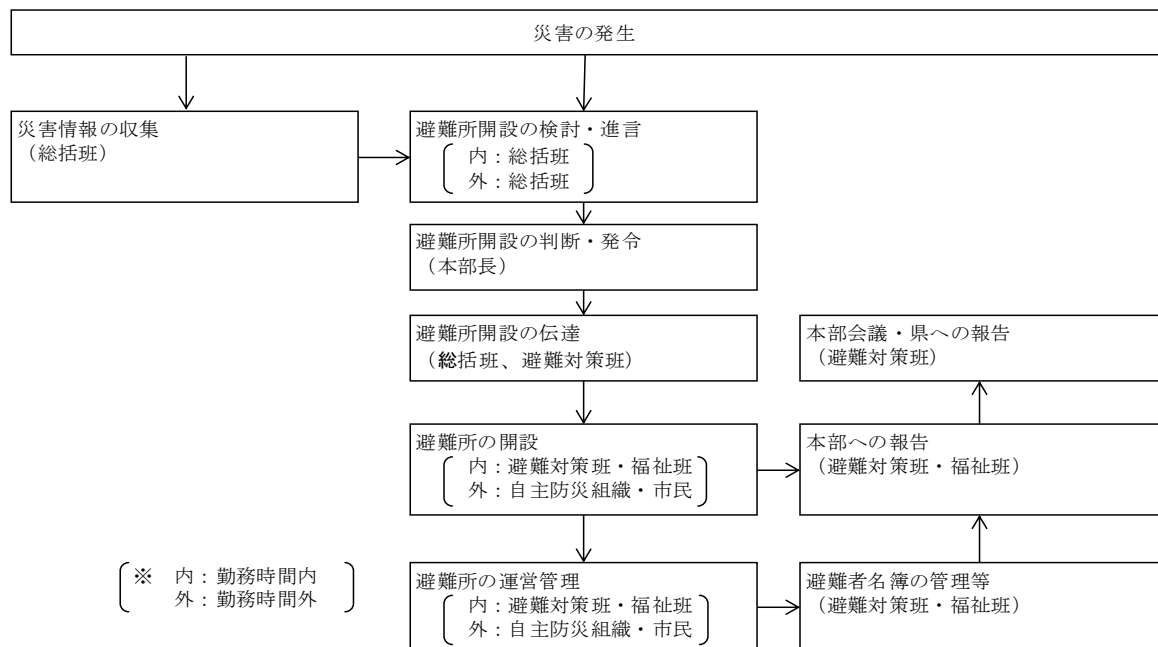 災害の発生
災害情報の収集
(総括班)
避難所開設の検討・進言
内：総括班
外：総括班
避難所開設の判断・発令
(本部長)
避難所開設の伝達
(総括班、避難対策班)
本部会議・県への報告
(避難対策班)
避難所の開設
内：避難対策班・福祉班
外：自主防災組織・市民
本部への報告
(避難対策班・福祉班)
※ 内：勤務時間内
外：勤務時間外
避難所の運営管理
内：避難対策班・福祉班
外：自主防災組織・市民
避難者名簿の管理等
(避難対策班・福祉班)